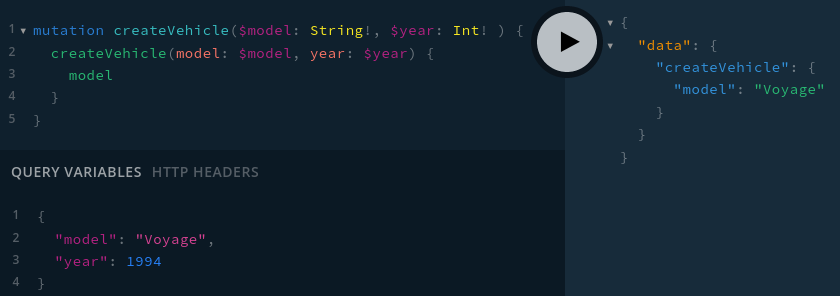 1 mutation createVehicle($model: String!, $year: Int! ) {
2 createVehicle(model: $model, year: $year) {
3 model
4 }
5 }
QUERY VARIABLES HTTP HEADERS
1 {
2 "model": "Voyage",
3 "year": 1994
4 }
{
"data": {
"createVehicle": {
"model": "Voyage"
}
}
}